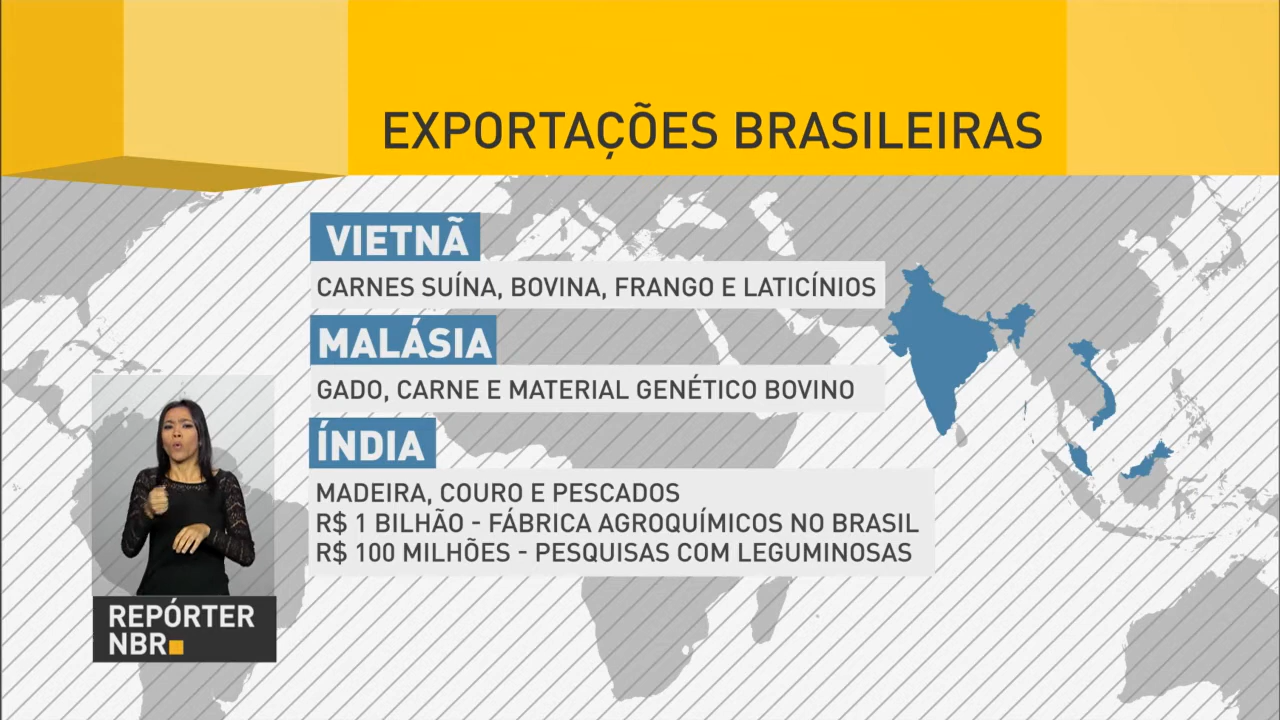 EXPORTAÇÕES BRASILEIRAS
VIETNÃ
CARNES SUÍNA, BOVINA, FRANGO E LATICÍNIOS
MALÁSIA
GADO, CARNE E MATERIAL GENÉTICO BOVINO
ÍNDIA
MADEIRA, COURO E PESCADOS
R$ 1 BILHÃO - FÁBRICA AGROQUÍMICOS NO BRASIL
R$ 100 MILHÕES - PESQUISAS COM LEGUMINOSAS
REPÓRTER
NBR